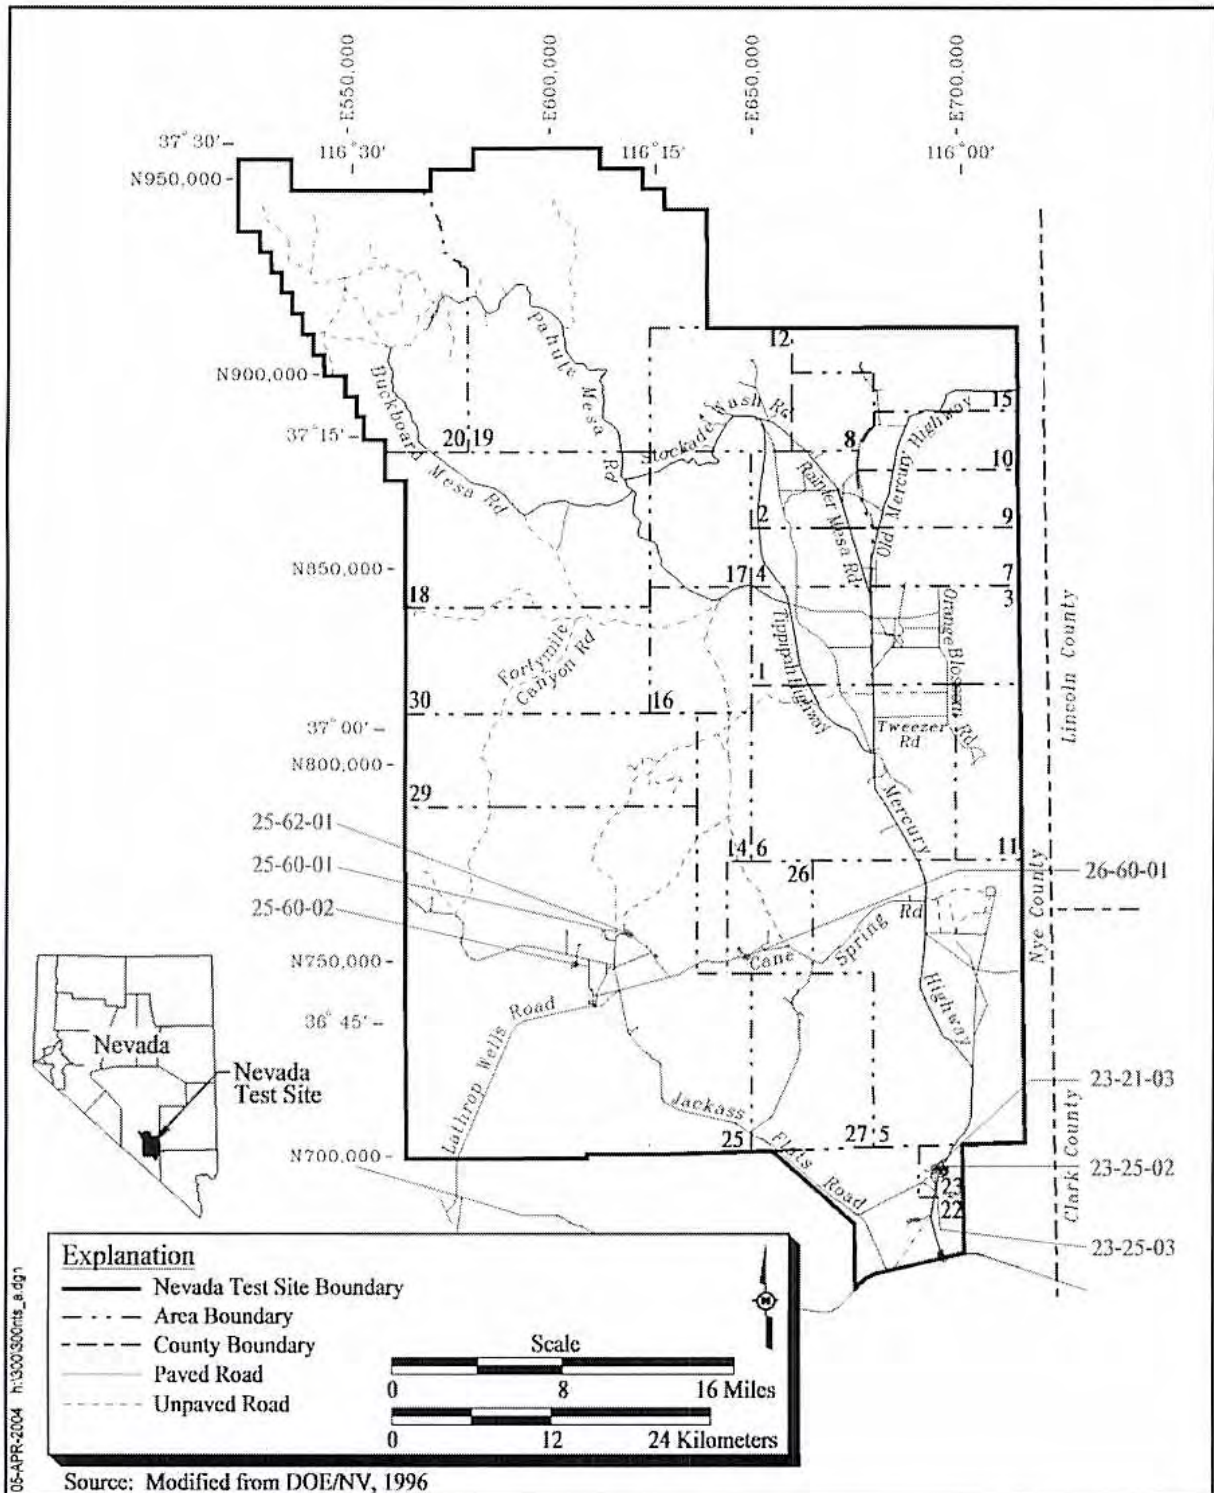 E550,000
E600,000
E650,000
E700,000
37° 30'
116° 30'
116° 15'
116° 00'
N950,000
N900,000
37° 15'
N850,000
37° 00'
N800,000
N750,000
36° 45'
N700,000
Pahute Mesa Rd
Buckboard Mesa Rd
Stockade Wash Rd
Rainier Mesa Rd
Old Mercury Highway
Orange Blossom Rd
Tippipah Highway
Fortymile
Canyon Rd
Tweezer
Rd
Mercury Highway
Cane Spring Rd
Lathrop Wells Road
Jackass Flats Road
12
15
20 19
8
10
2
9
17 4
7
3
18
1
30
16
29
14 6
26
11
25
27 5
23
22
25-62-01
25-60-01
25-60-02
26-60-01
23-21-03
23-25-02
23-25-03
Lincoln County
Nye County
Clark County
Nevada
Nevada
Test Site
Explanation
Nevada Test Site Boundary
Area Boundary
County Boundary
Paved Road
Unpaved Road
Scale
0 8 16 Miles
0 12 24 Kilometers
N
05-APR-2004 h:\300\300nts_a.dgn
Source: Modified from DOE/NV, 1996